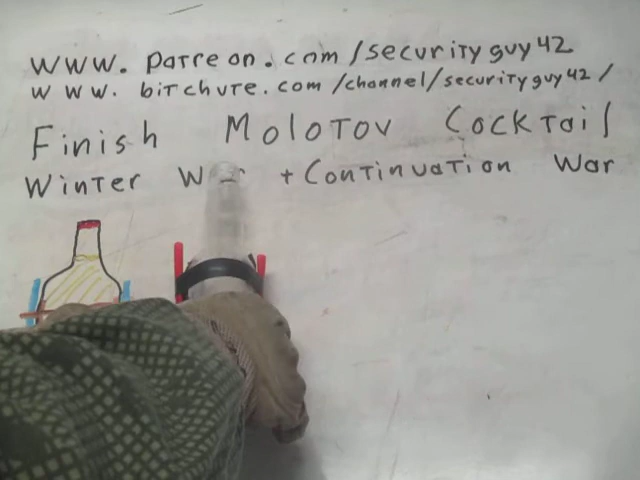 www.patreon.com/securityguy42
www.bitchute.com/channel/securityguy42/
Finish Molotov Cocktail
Winter War + Continuation War